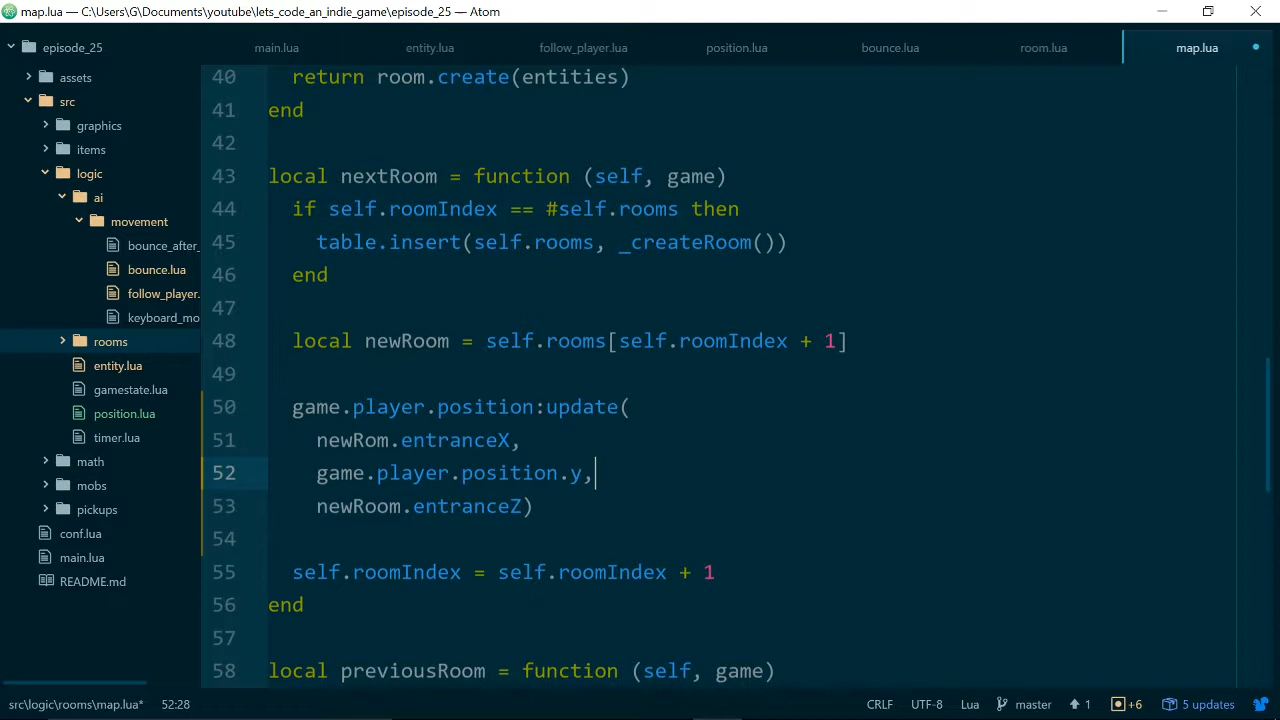 map.lua — C:\Users\G\Documents\youtube\lets_code_an_indie_game\episode_25 — Atom
episode_25
main.lua
entity.lua
follow_player.lua
position.lua
bounce.lua
room.lua
map.lua
assets
src
graphics
items
logic
ai
movement
bounce_after_
bounce.lua
follow_player.
keyboard_mo
rooms
entity.lua
gamestate.lua
position.lua
timer.lua
math
mobs
pickups
conf.lua
main.lua
README.md
40 return room.create(entities)
41 end
42
43 local nextRoom = function (self, game)
44 if self.roomIndex == #self.rooms then
45 table.insert(self.rooms, _createRoom())
46 end
47
48 local newRoom = self.rooms[self.roomIndex + 1]
49
50 game.player.position:update(
51 newRom.entranceX,
52 game.player.position.y,
53 newRoom.entranceZ)
54
55 self.roomIndex = self.roomIndex + 1
56 end
57
58 local previousRoom = function (self, game)
src\logic\rooms\map.lua* 52:28
CRLF UTF-8 Lua master 1 +6 5 updates